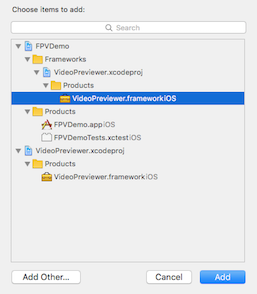 Choose items to add:
Search
FPVDemo
Frameworks
VideoPreviewer.xcodeproj
Products
VideoPreviewer.frameworkiOS
Products
FPVDemo.appiOS
FPVDemoTests.xctestiOS
VideoPreviewer.xcodeproj
Products
VideoPreviewer.frameworkiOS
Add Other... Cancel Add